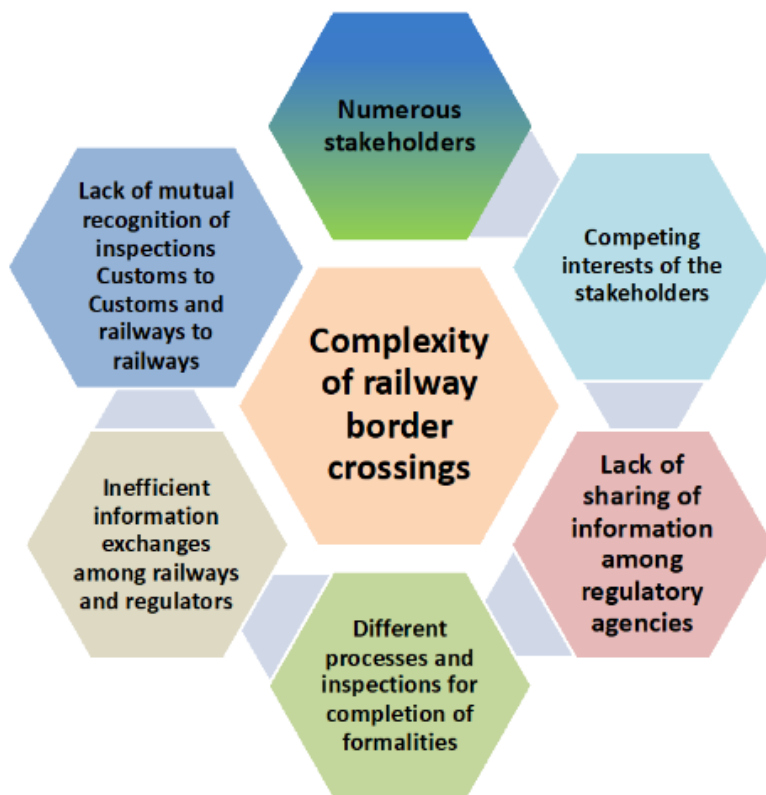 Numerous
stakeholders
Competing
interests of the
stakeholders
Lack of
sharing of
information
among
regulatory
agencies
Different
processes and
inspections for
completion of
formalities
Inefficient
information
exchanges
among railways
and regulators
Lack of mutual
recognition of
inspections
Customs to
Customs and
railways to
railways
Complexity
of railway
border
crossings